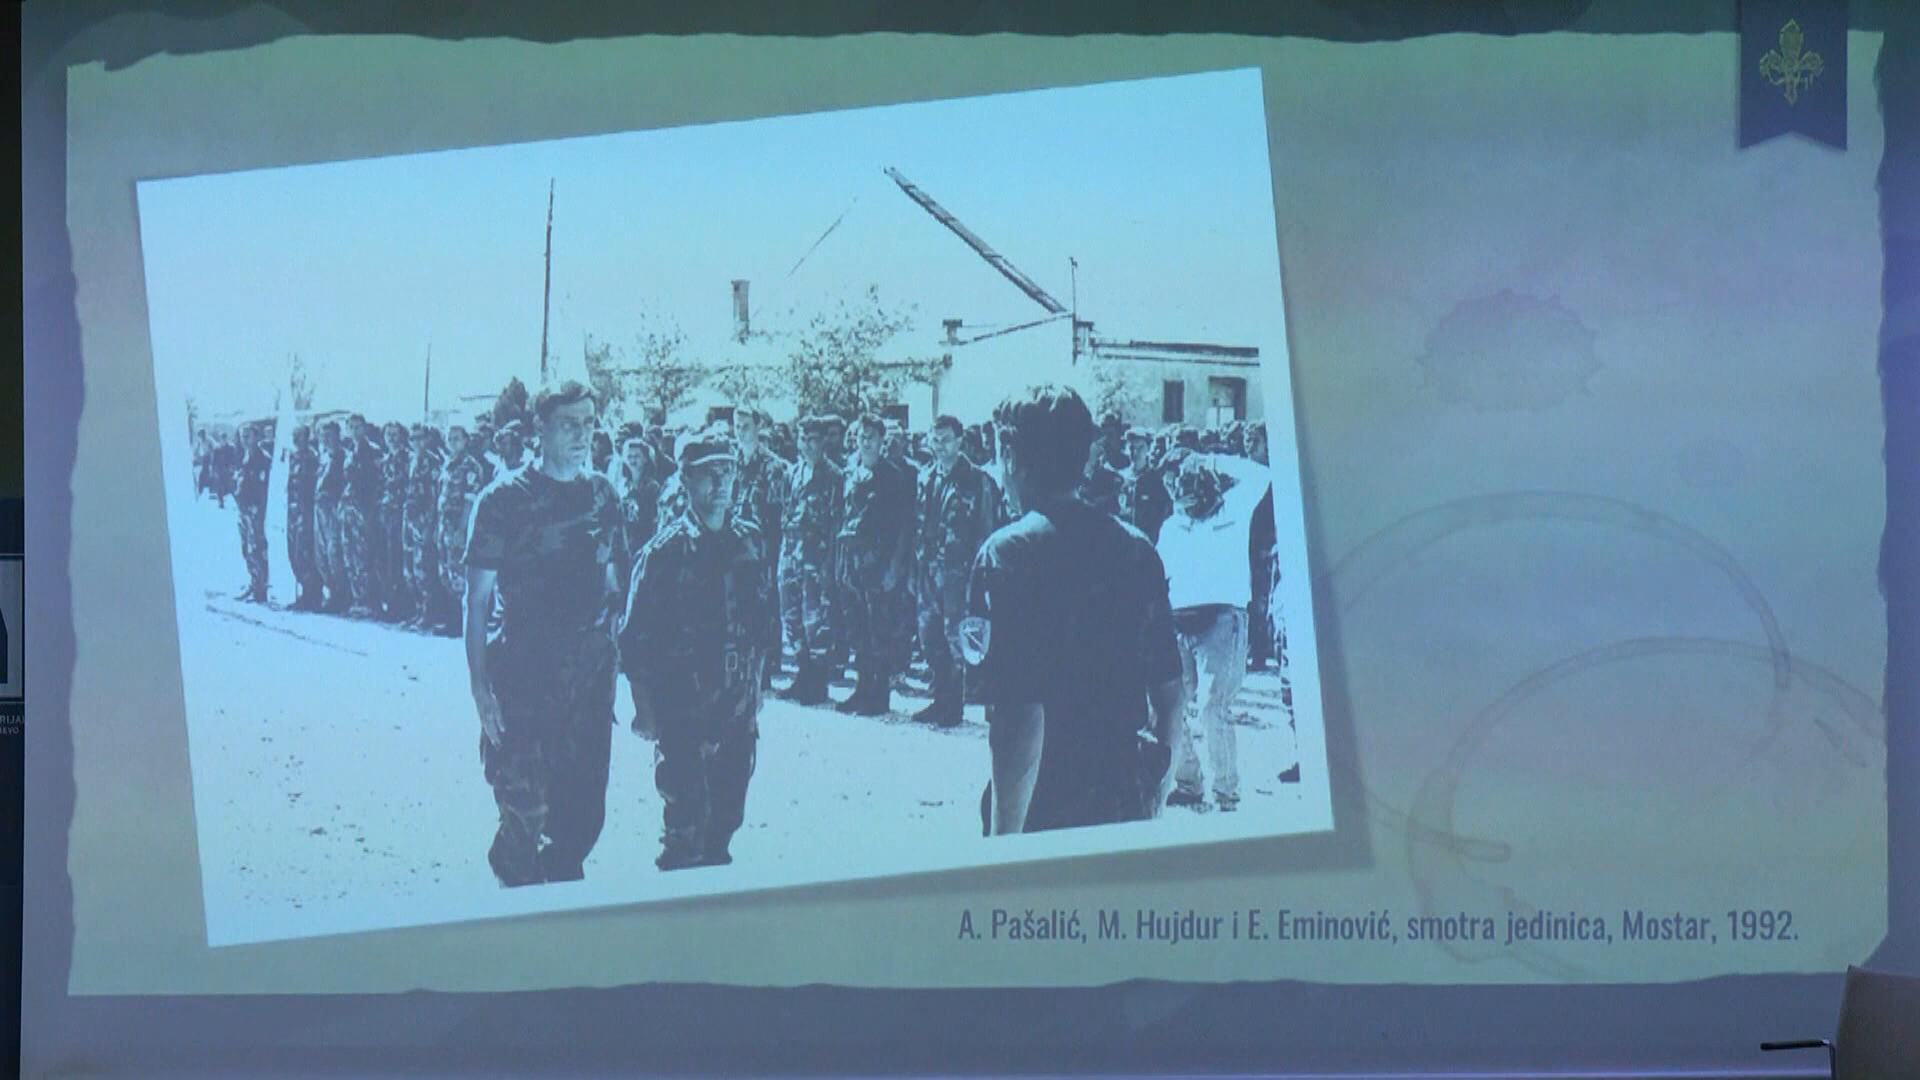 A. Pašalić, M. Hujdur i E. Eminović, smotra jedinica, Mostar, 1992.